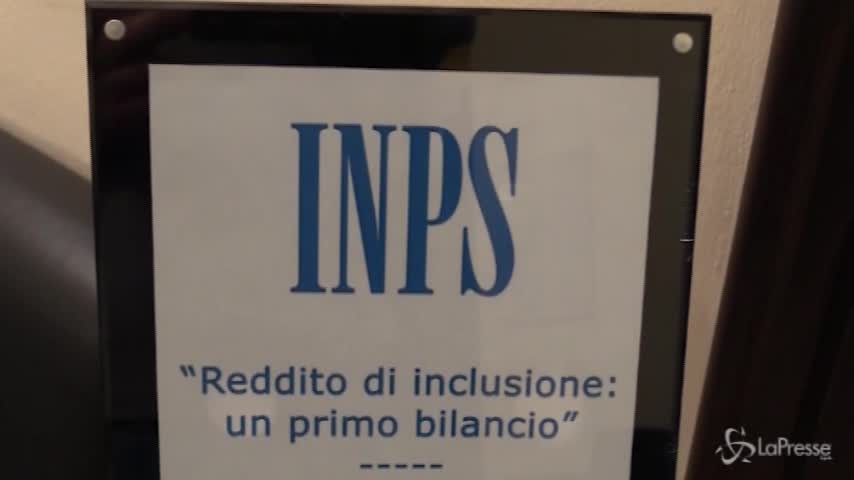 INPS
“Reddito di inclusione:
un primo bilancio”
-----
LaPresse